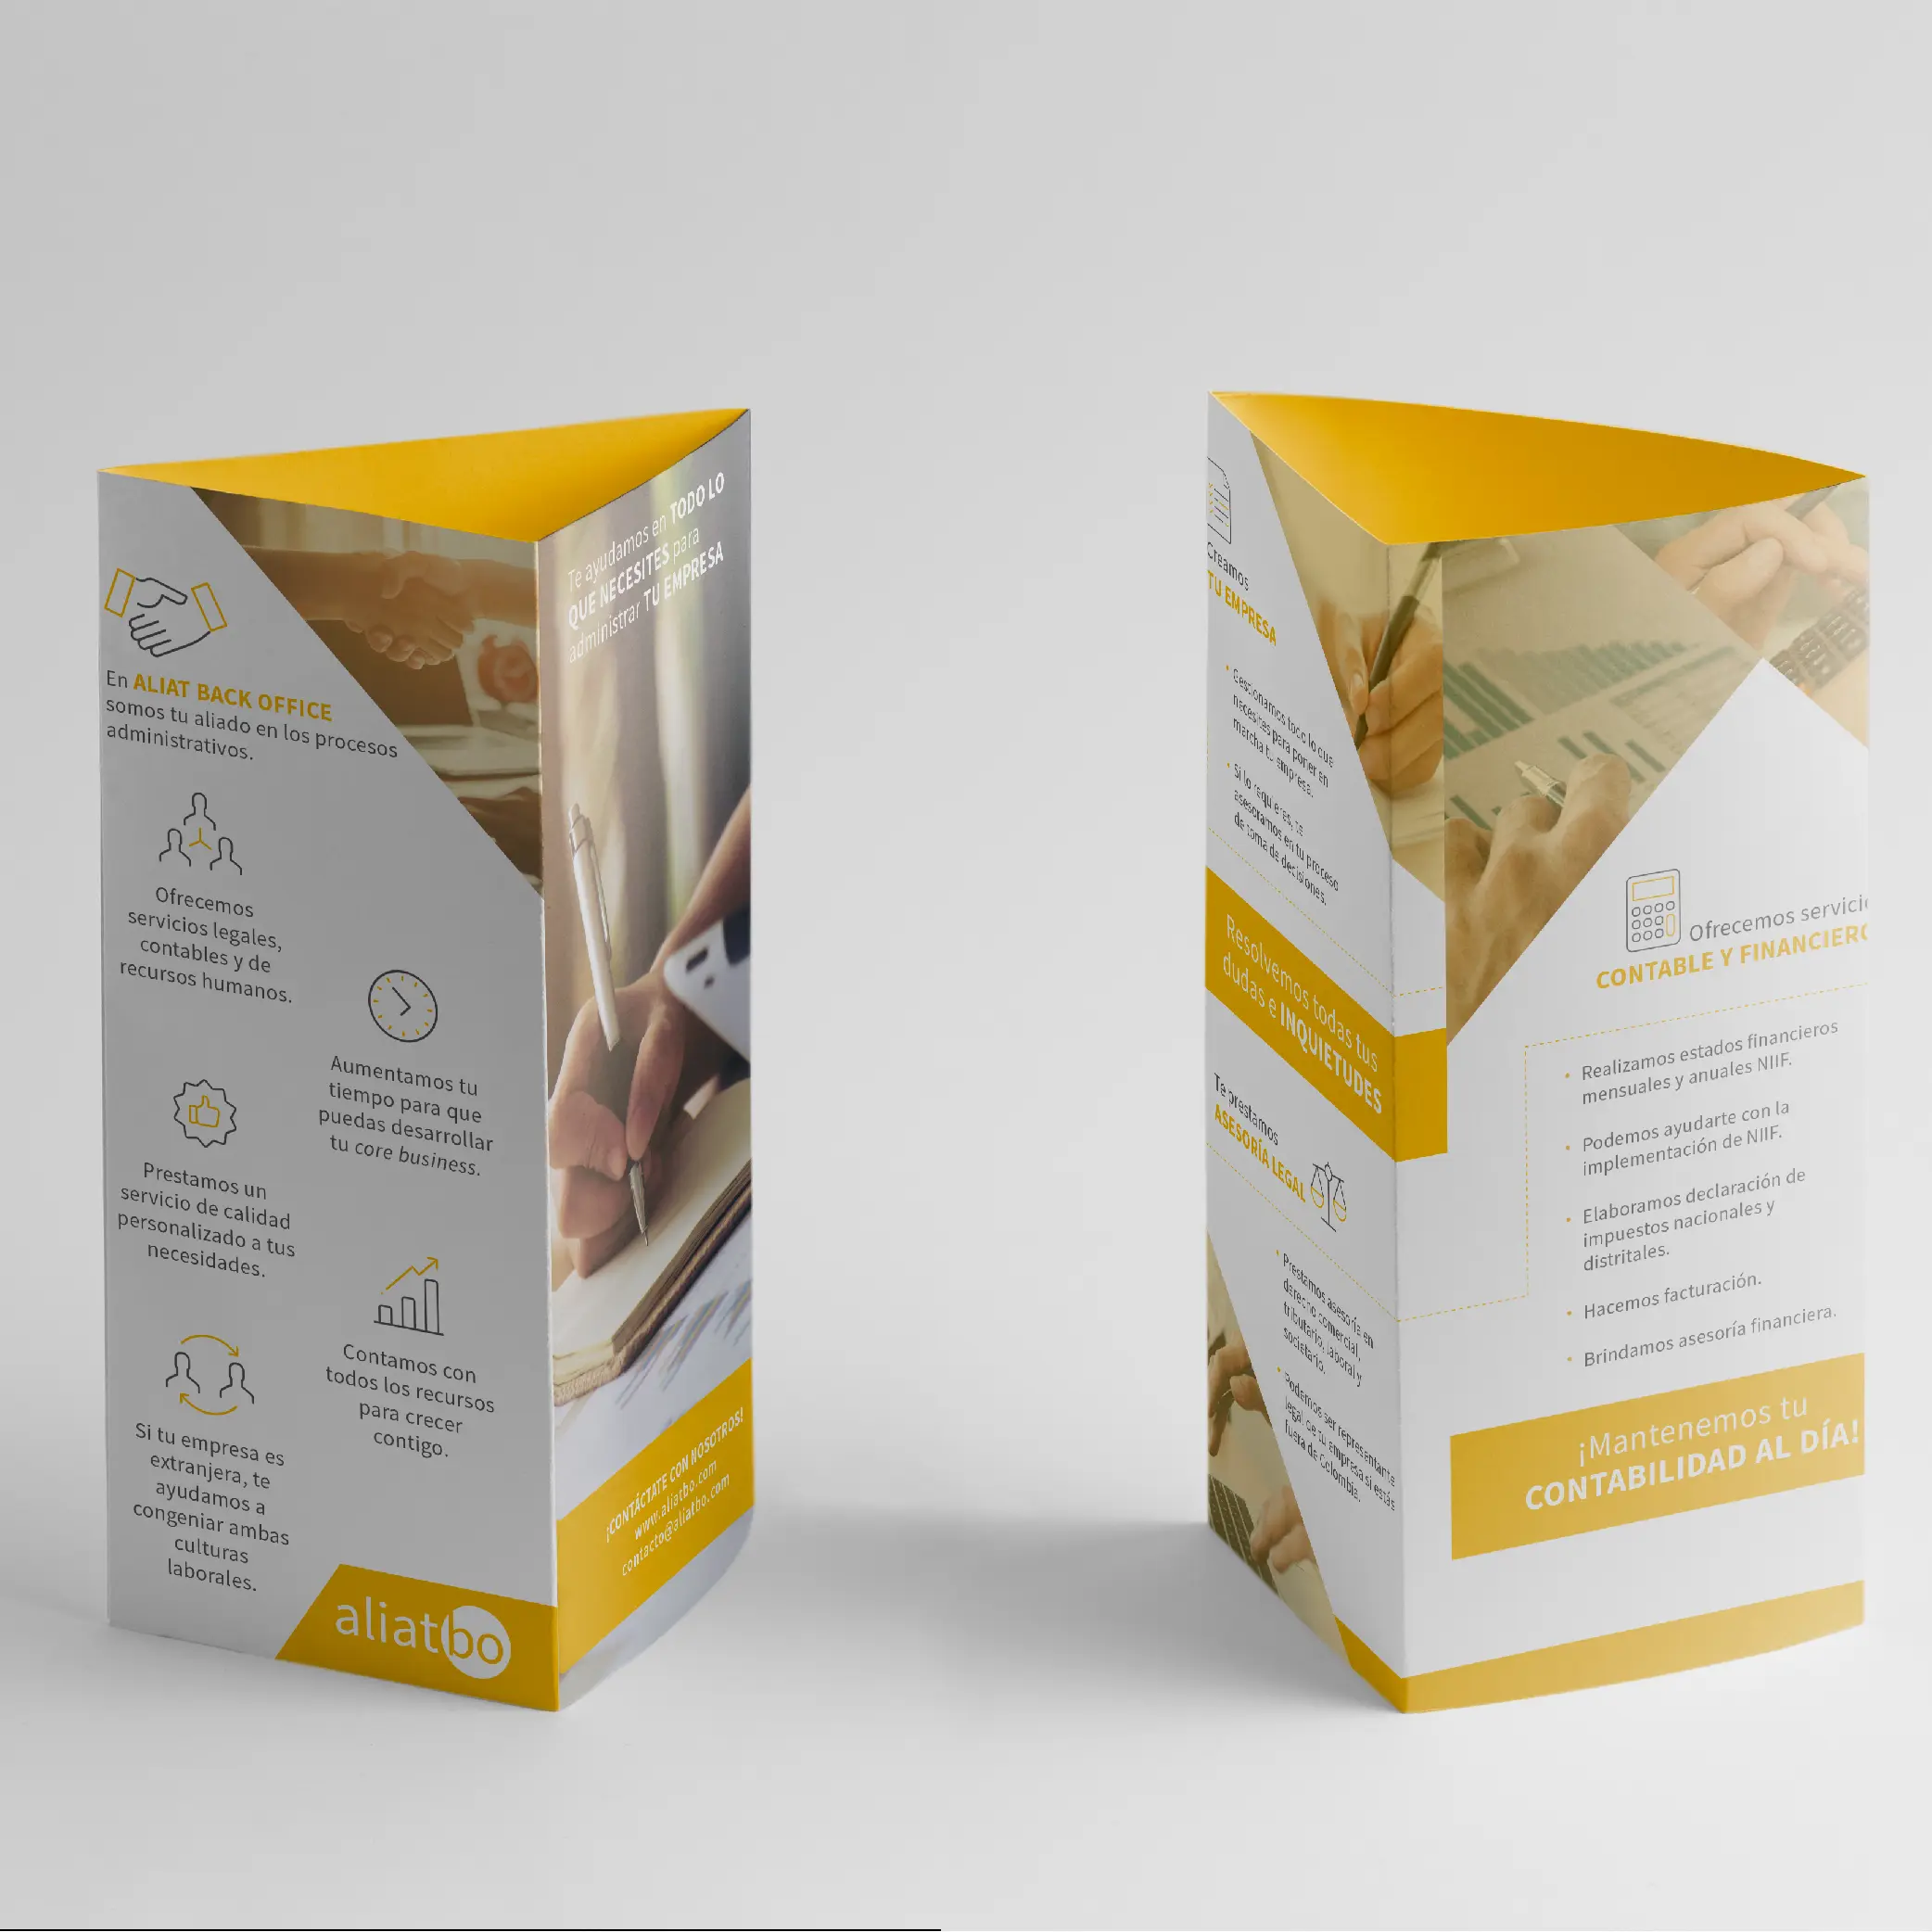 En ALIAT BACK OFFICE
somos tu aliado en los procesos
administrativos.
Ofrecemos
servicios legales,
contables y de
recursos humanos.
Prestamos un
servicio de calidad
personalizado a tus
necesidades.
Si tu empresa es
extranjera, te
ayudamos a
congeniar ambas
culturas
laborales.
Aumentamos tu
tiempo para que
puedas desarrollar
tu core business.
Contamos con
todos los recursos
para crecer
contigo.
aliatbo
Te ayudamos en TODO LO
QUE NECESITES para
administrar TU EMPRESA
¡CONTÁCTATE CON NOSOTROS!
www.aliatbo.com
contacto@aliatbo.com
Creamos
TU EMPRESA
• Gestionamos todo lo que
necesites para poner en
marcha tu empresa.
• Si lo requieres, te
asesoramos en tu proceso
de toma de decisiones.
Resolvemos todas tus
dudas e INQUIETUDES
Te prestamos
ASESORÍA LEGAL
• Prestamos asesoría en
derecho comercial,
tributario, laboral y
societario.
• Podemos ser representante
legal de tu empresa si estás
fuera de Colombia.
Ofrecemos servici
CONTABLE Y FINANCIERO
• Realizamos estados financieros
mensuales y anuales NIIF.
• Podemos ayudarte con la
implementación de NIIF.
• Elaboramos declaración de
impuestos nacionales y
distritales.
• Hacemos facturación.
• Brindamos asesoría financiera.
¡Mantenemos tu
CONTABILIDAD AL DÍA!